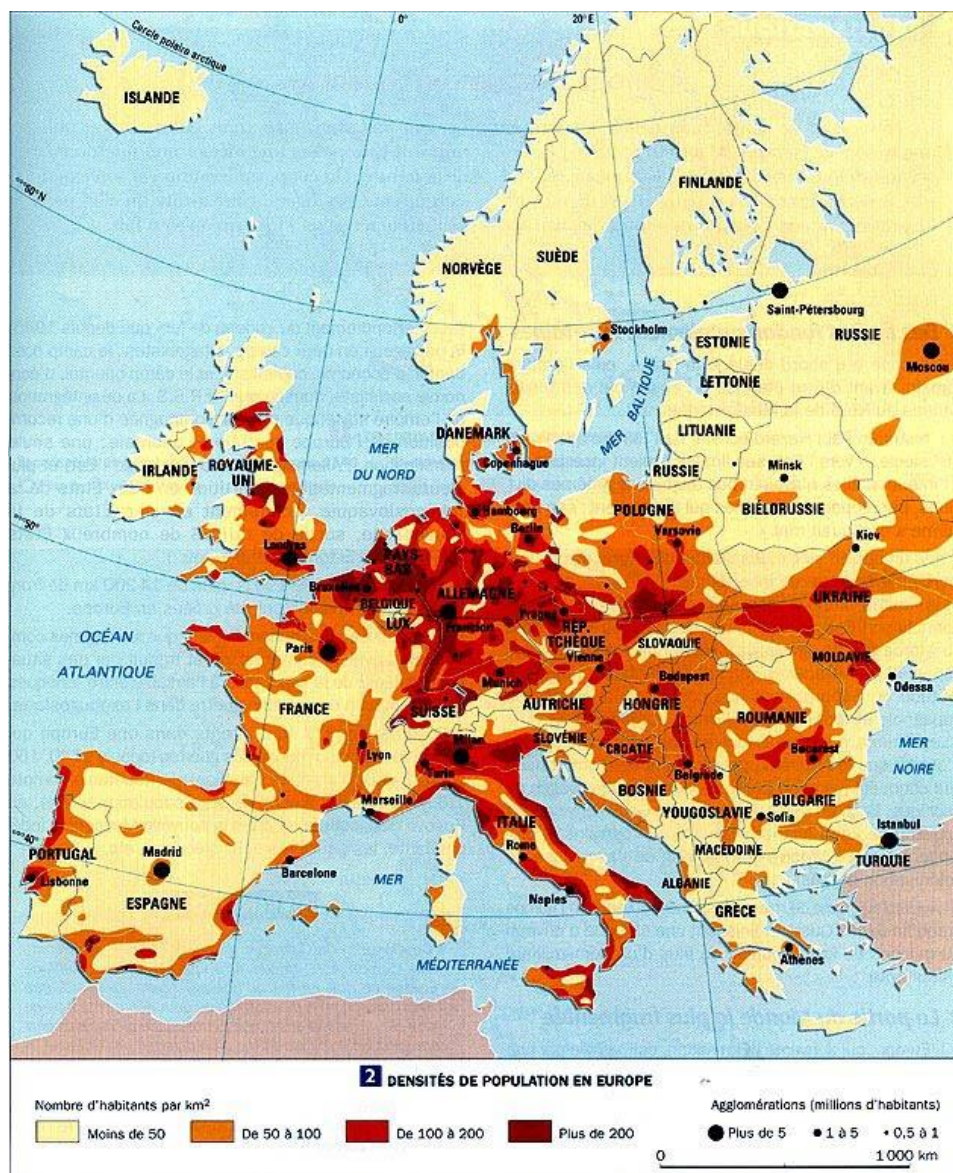 0°
20°E
Cercle polaire arctique
ISLANDE
60°N
FINLANDE
NORVÈGE
SUÈDE
Saint-Pétersbourg
RUSSIE
Stockholm
ESTONIE
Moscou
LETTONIE
MER BALTIQUE
LITUANIE
DANEMARK
Copenhague
MER
DU NORD
IRLANDE
ROYAUME-
UNI
RUSSIE
Minsk
BIÉLORUSSIE
50°
Hambourg
Berlin
POLOGNE
Varsovie
Kiev
Londres
PAYS-
BAS
Bruxelles
BELGIQUE
ALLEMAGNE
LUX.
Francfort
Prague
RÉP.
TCHÈQUE
UKRAINE
SLOVAQUIE
OCÉAN
ATLANTIQUE
Paris
Vienne
MOLDAVIE
Munich
Budapest
Odessa
FRANCE
SUISSE
AUTRICHE
HONGRIE
ROUMANIE
SLOVÉNIE
Milan
Lyon
Turin
CROATIE
Bucarest
MER
NOIRE
Belgrade
BOSNIE
Marseille
YOUGOSLAVIE
BULGARIE
Sofia
ITALIE
40°
Istanbul
MACÉDOINE
PORTUGAL
Madrid
Rome
TURQUIE
Lisbonne
Barcelone
MER
ALBANIE
ESPAGNE
Naples
GRÈCE
MÉDITERRANÉE
Athènes
2 DENSITÉS DE POPULATION EN EUROPE
Nombre d'habitants par km²
Moins de 50
De 50 à 100
De 100 à 200
Plus de 200
Agglomérations (millions d'habitants)
Plus de 5
1 à 5
0,5 à 1
0
1 000 km